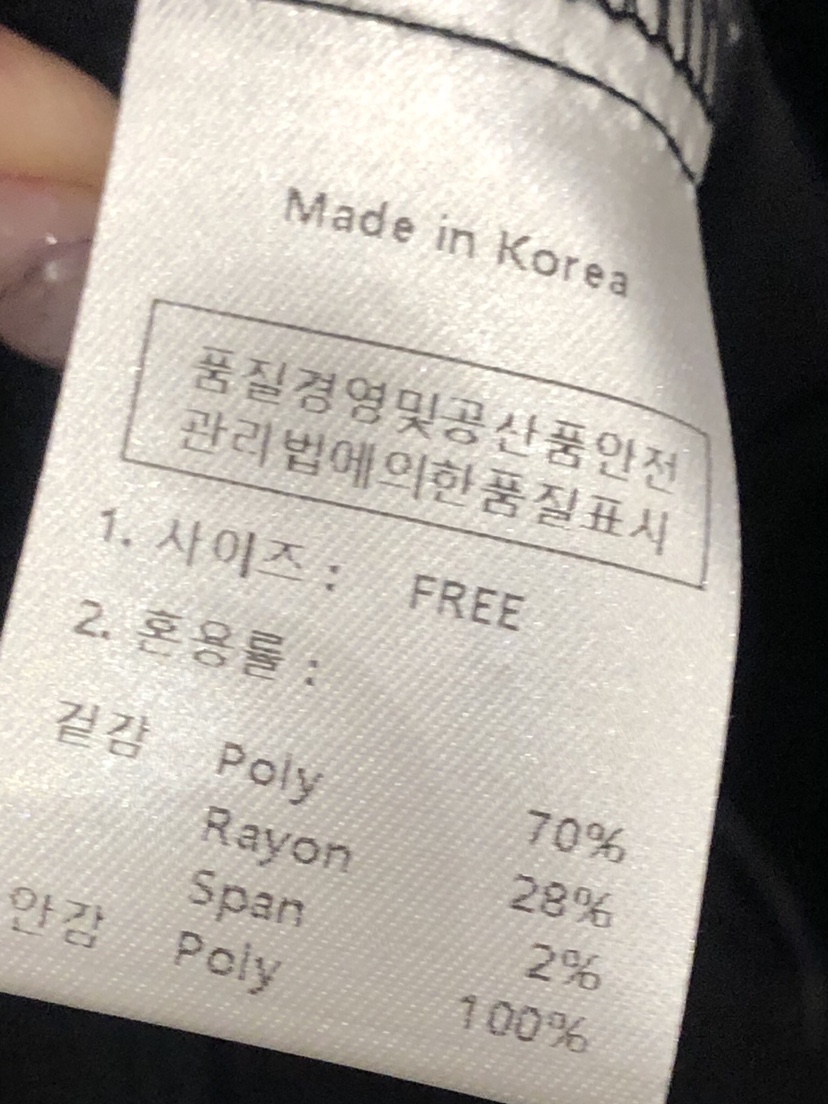 Made in Korea
품질경영및공산품안전
관리법에의한품질표시
1. 사이즈 : FREE
2. 혼용률 :
겉감 Poly 70%
Rayon 28%
Span 2%
안감 Poly 100%